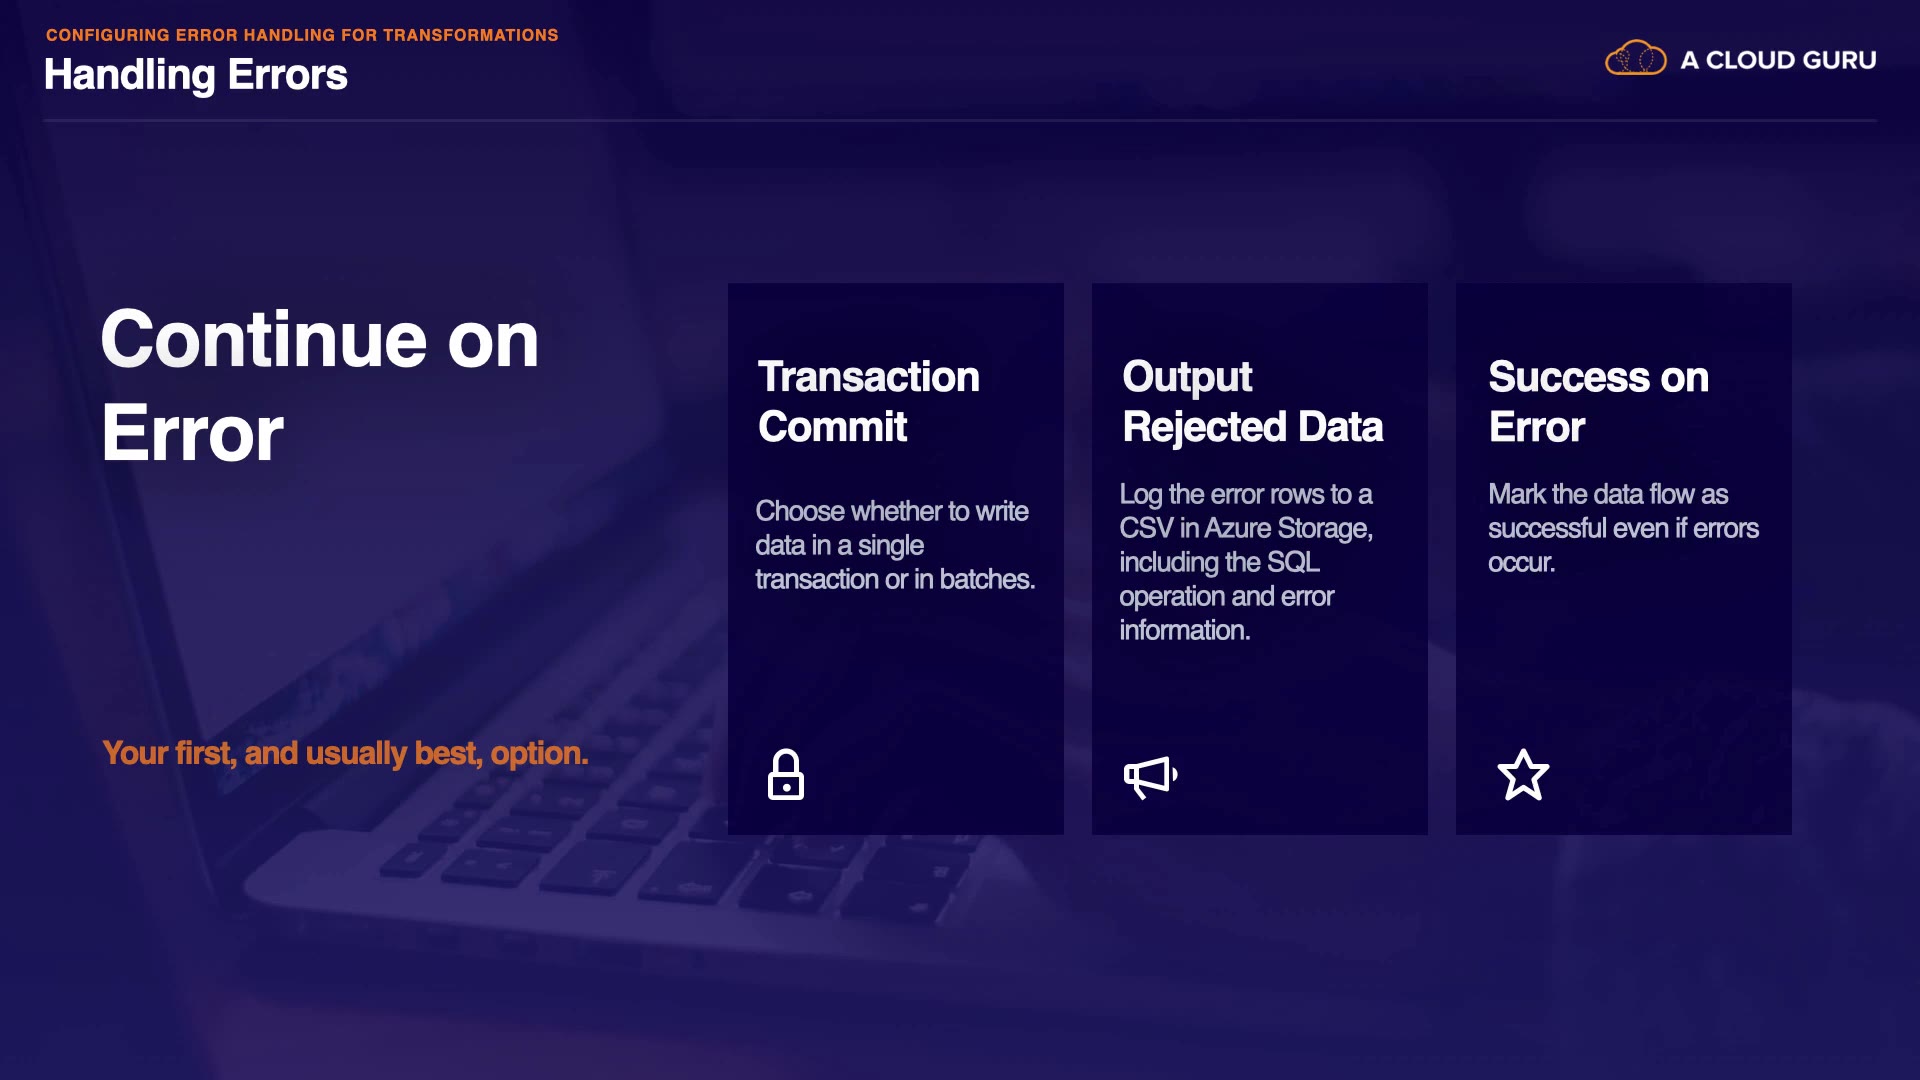 CONFIGURING ERROR HANDLING FOR TRANSFORMATIONS
Handling Errors
A CLOUD GURU
Continue on
Error
Your first, and usually best, option.
Transaction
Commit
Choose whether to write
data in a single
transaction or in batches.
Output
Rejected Data
Log the error rows to a
CSV in Azure Storage,
including the SQL
operation and error
information.
Success on
Error
Mark the data flow as
successful even if errors
occur.